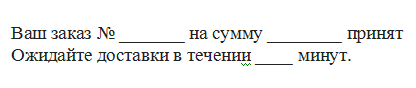 Ваш заказ № _______ на сумму ________ принят
Ожидайте доставки в течении ____ минут.